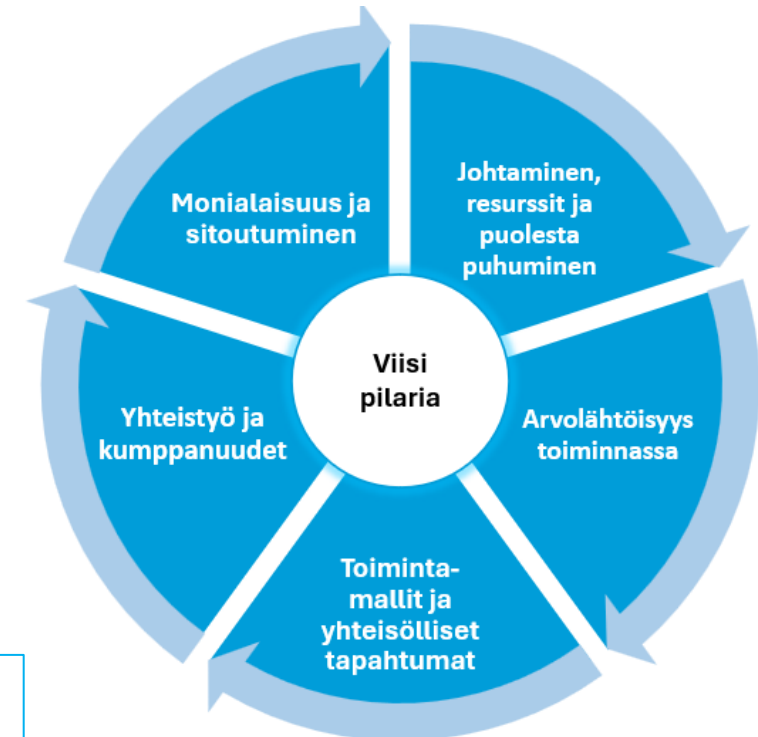 Monialaisuus ja
sitoutuminen
Johtaminen,
resurssit ja
puolesta
puhuminen
Viisi
pilaria
Yhteistyö ja
kumppanuudet
Arvolähtöisyys
toiminnassa
Toiminta-
mallit ja
yhteisölliset
tapahtumat